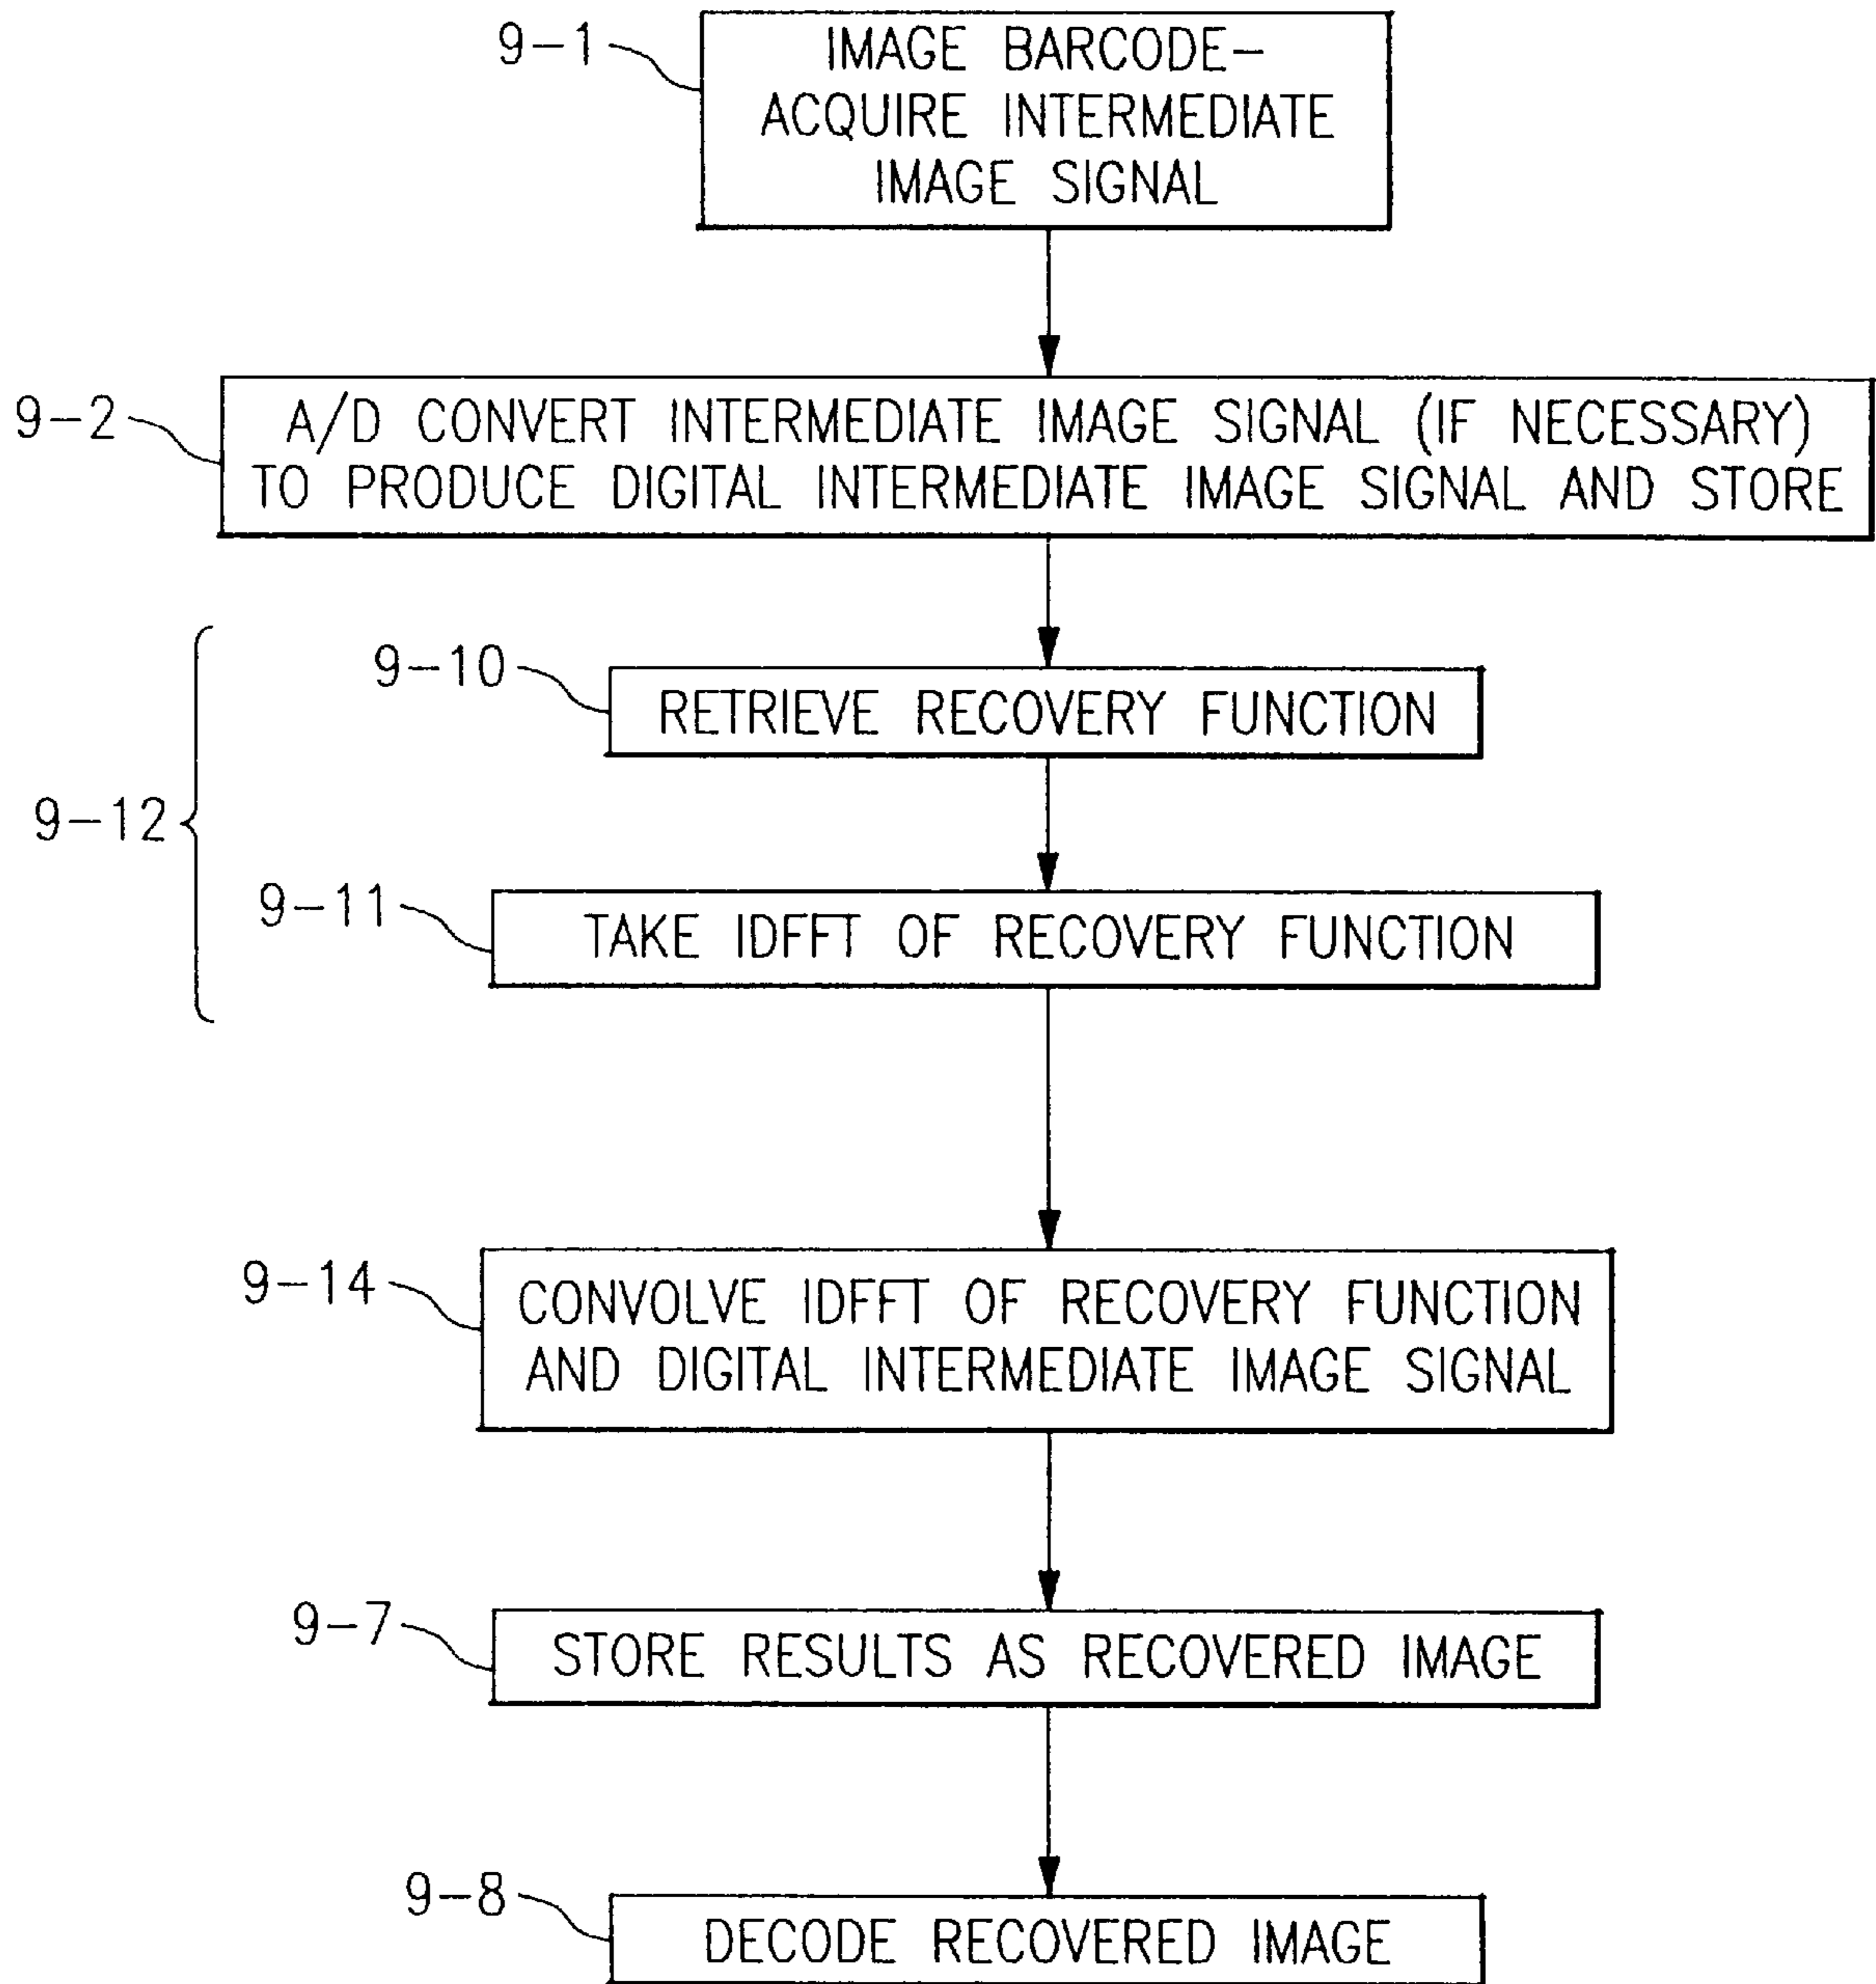 9-1
IMAGE BARCODE-
ACQUIRE INTERMEDIATE
IMAGE SIGNAL
9-2
A/D CONVERT INTERMEDIATE IMAGE SIGNAL (IF NECESSARY)
TO PRODUCE DIGITAL INTERMEDIATE IMAGE SIGNAL AND STORE
9-10
RETRIEVE RECOVERY FUNCTION
9-12
9-11
TAKE IDFFT OF RECOVERY FUNCTION
9-14
CONVOLVE IDFFT OF RECOVERY FUNCTION
AND DIGITAL INTERMEDIATE IMAGE SIGNAL
9-7
STORE RESULTS AS RECOVERED IMAGE
9-8
DECODE RECOVERED IMAGE